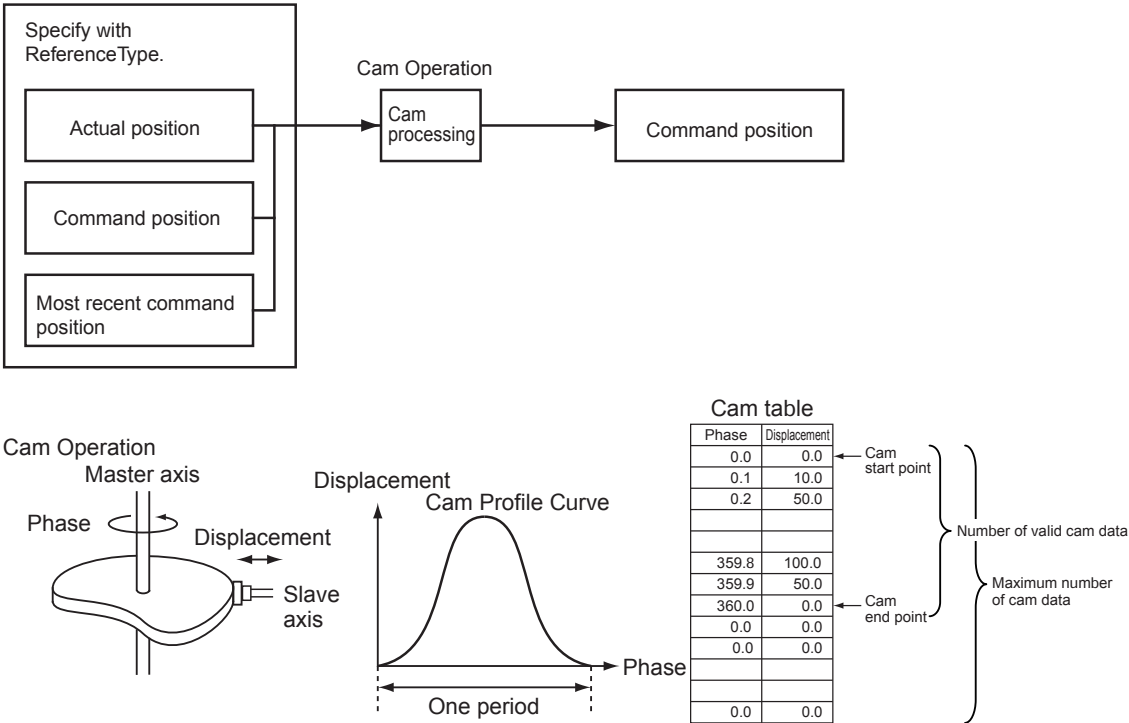 Specify with
ReferenceType.
Cam Operation
Actual position
Cam
processing
Command position
Command position
Most recent command
position
Cam Operation
Master axis
Phase
Displacement
Slave
axis
Displacement
Cam Profile Curve
Phase
One period
Cam table
Phase Displacement
0.0 0.0
Cam
start point
0.1 10.0
0.2 50.0
359.8 100.0
359.9 50.0
360.0 0.0
Cam
end point
0.0 0.0
0.0 0.0
0.0 0.0
Number of valid cam data
Maximum number
of cam data